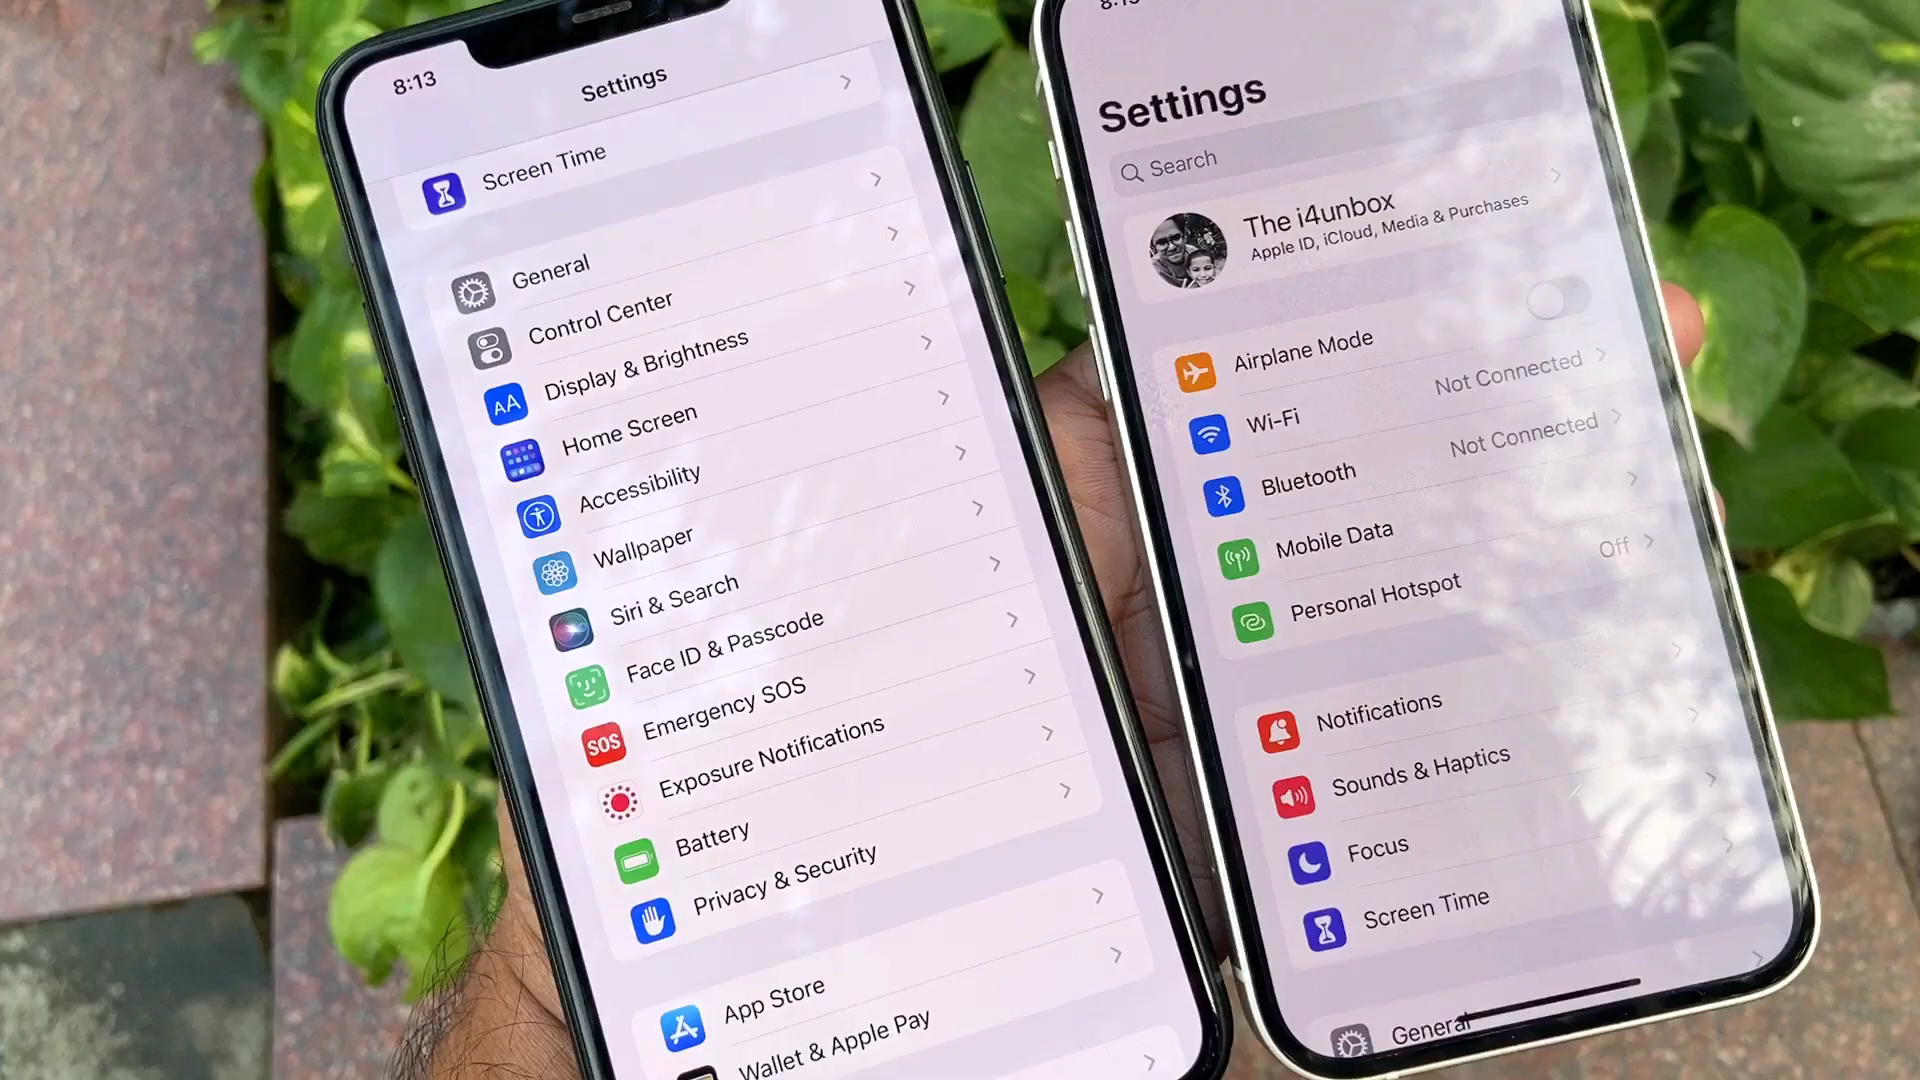 8:13
Settings
Screen Time
General
Control Center
AA
Display & Brightness
Home Screen
Accessibility
Wallpaper
Siri & Search
Face ID & Passcode
SOS
Emergency SOS
Exposure Notifications
Battery
Privacy & Security
App Store
Wallet & Apple Pay
8:13
Settings
Search
The i4unbox
Apple ID, iCloud, Media & Purchases
Airplane Mode
Wi-Fi Not Connected
Bluetooth Not Connected
Mobile Data
Personal Hotspot Off
Notifications
Sounds & Haptics
Focus
Screen Time
General